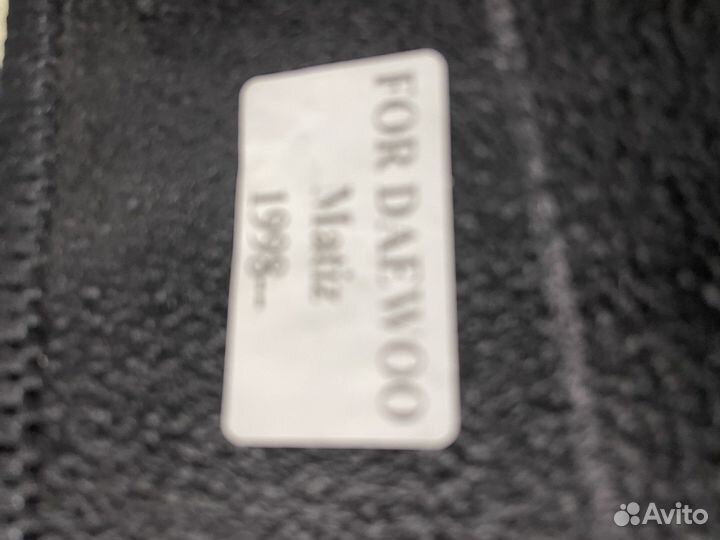 FOR DAEWOO
Matiz
1998---
Avito